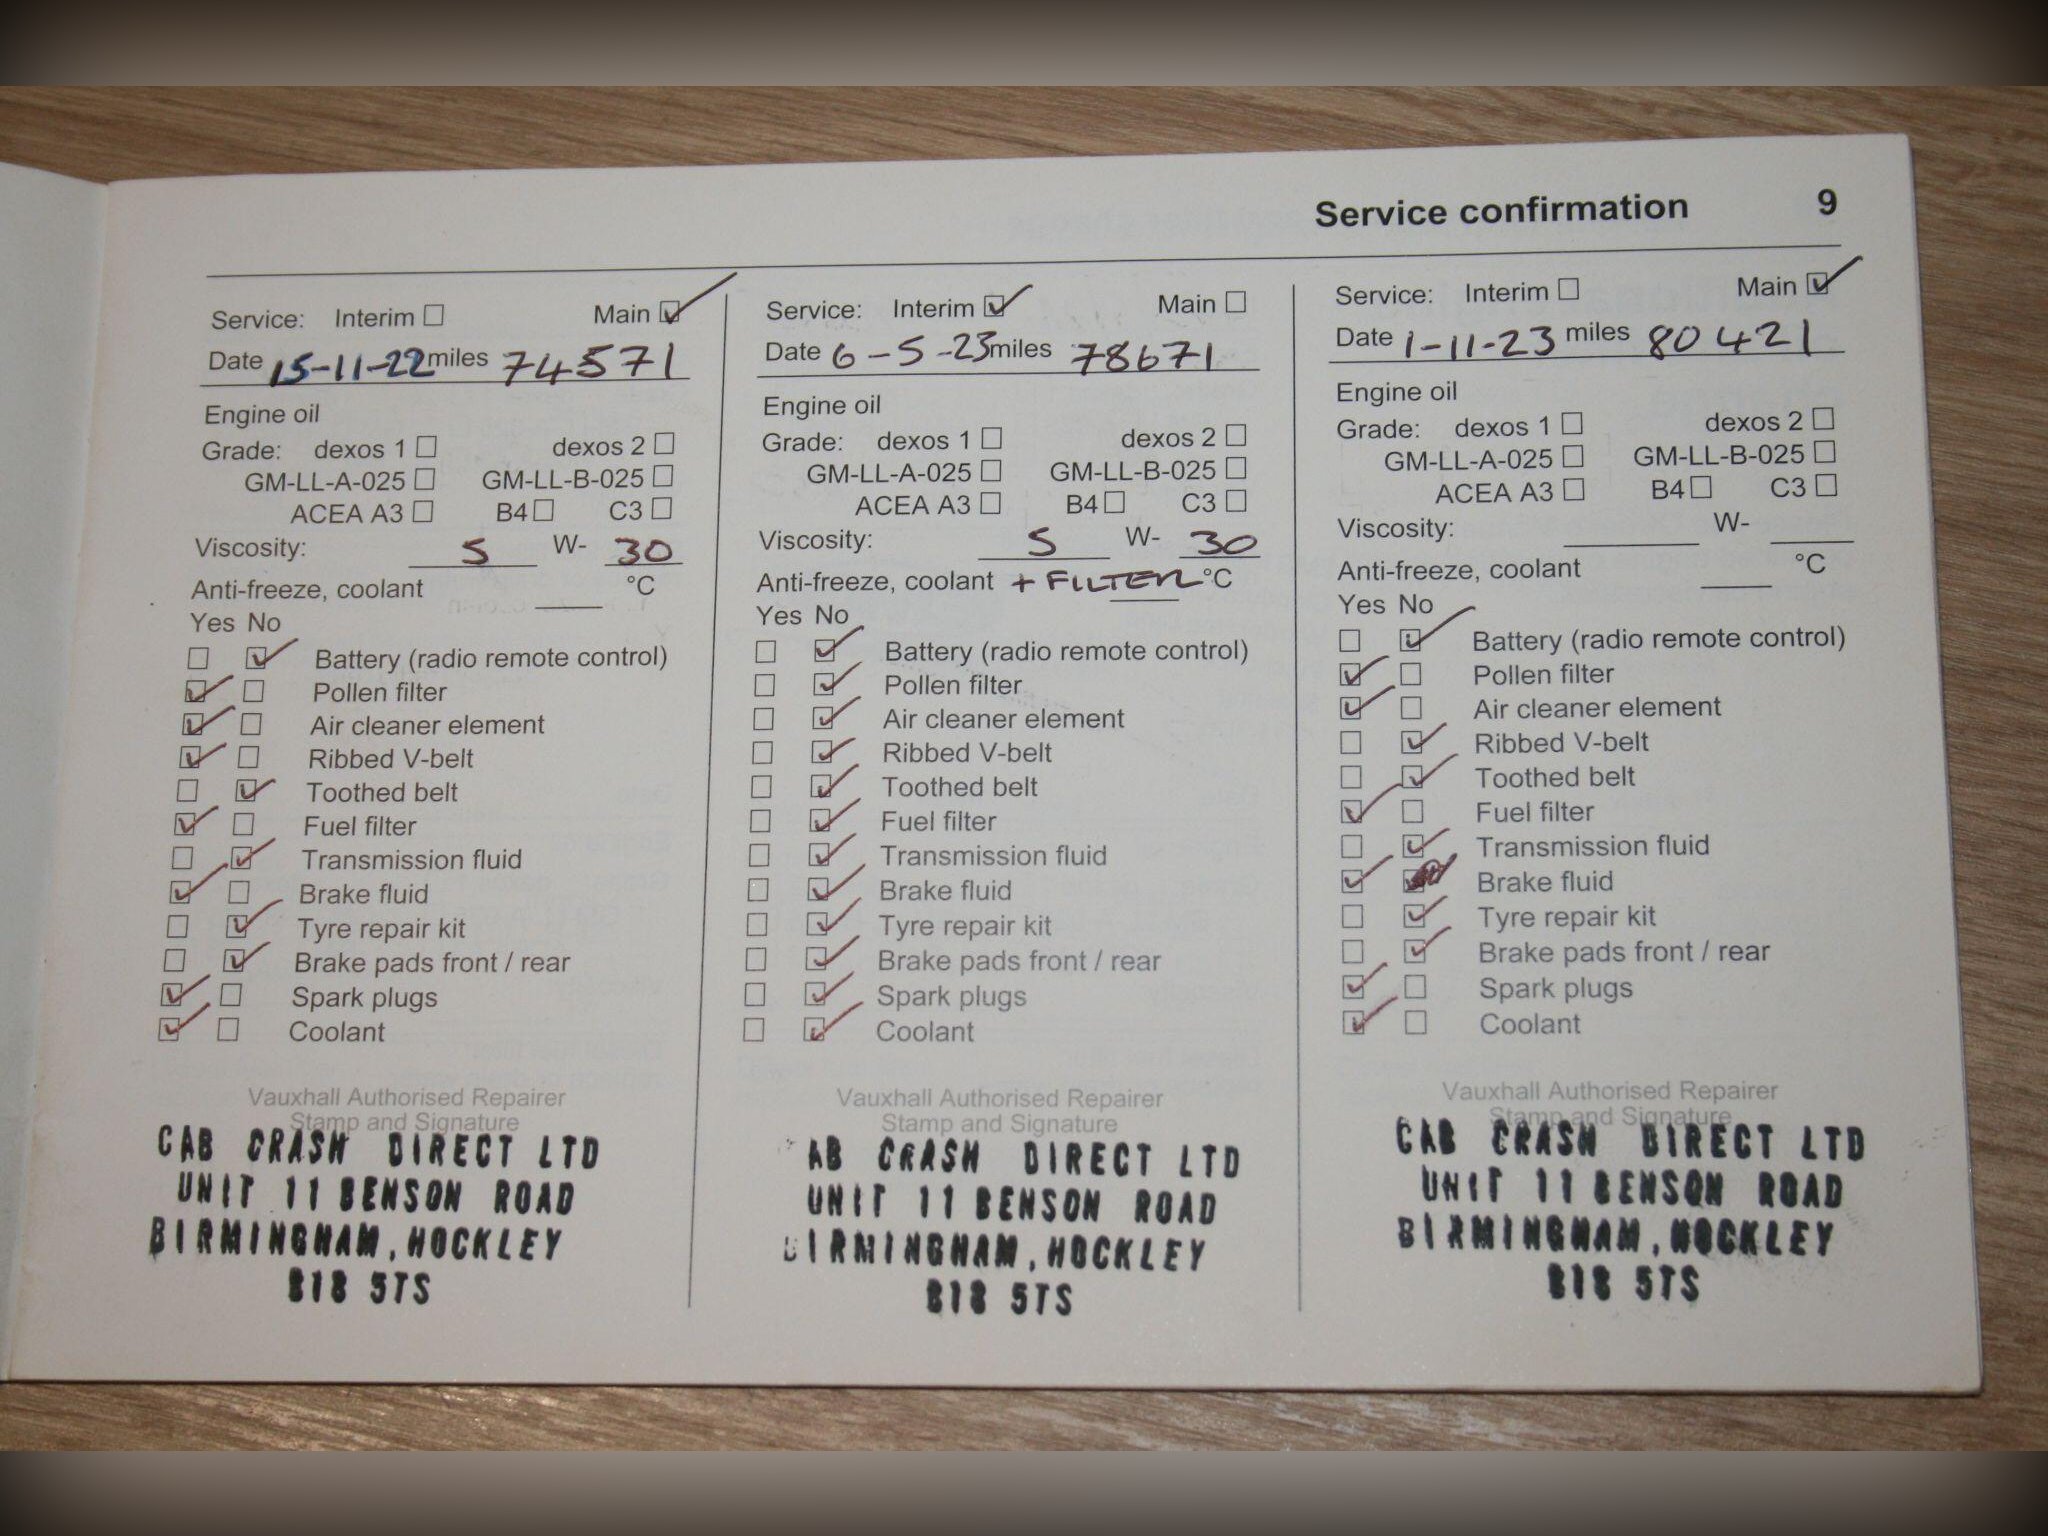 Service confirmation 9
Service: Interim Main
Date 15-11-22 miles 74571
Engine oil
Grade: dexos 1 dexos 2
GM-LL-A-025 GM-LL-B-025
ACEA A3 B4 C3
Viscosity: 5 W- 30
Anti-freeze, coolant °C
Yes No
Battery (radio remote control)
Pollen filter
Air cleaner element
Ribbed V-belt
Toothed belt
Fuel filter
Transmission fluid
Brake fluid
Tyre repair kit
Brake pads front / rear
Spark plugs
Coolant
Vauxhall Authorised Repairer
Stamp and Signature
CAB CRASH DIRECT LTD
UNIT 11 BENSON ROAD
BIRMINGHAM, HOCKLEY
B18 5TS
Service: Interim Main
Date 6-5-23 miles 78671
Engine oil
Grade: dexos 1 dexos 2
GM-LL-A-025 GM-LL-B-025
ACEA A3 B4 C3
Viscosity: 5 W- 30
Anti-freeze, coolant + FILTER °C
Yes No
Battery (radio remote control)
Pollen filter
Air cleaner element
Ribbed V-belt
Toothed belt
Fuel filter
Transmission fluid
Brake fluid
Tyre repair kit
Brake pads front / rear
Spark plugs
Coolant
Vauxhall Authorised Repairer
Stamp and Signature
AB CRASH DIRECT LTD
UNIT 11 BENSON ROAD
BIRMINGHAM, HOCKLEY
B18 5TS
Service: Interim Main
Date 1-11-23 miles 80421
Engine oil
Grade: dexos 1 dexos 2
GM-LL-A-025 GM-LL-B-025
ACEA A3 B4 C3
Viscosity: W-
Anti-freeze, coolant °C
Yes No
Battery (radio remote control)
Pollen filter
Air cleaner element
Ribbed V-belt
Toothed belt
Fuel filter
Transmission fluid
Brake fluid
Tyre repair kit
Brake pads front / rear
Spark plugs
Coolant
Vauxhall Authorised Repairer
Stamp and Signature
CAB CRASH DIRECT LTD
UNIT 11 BENSON ROAD
BIRMINGHAM, HOCKLEY
B18 5TS